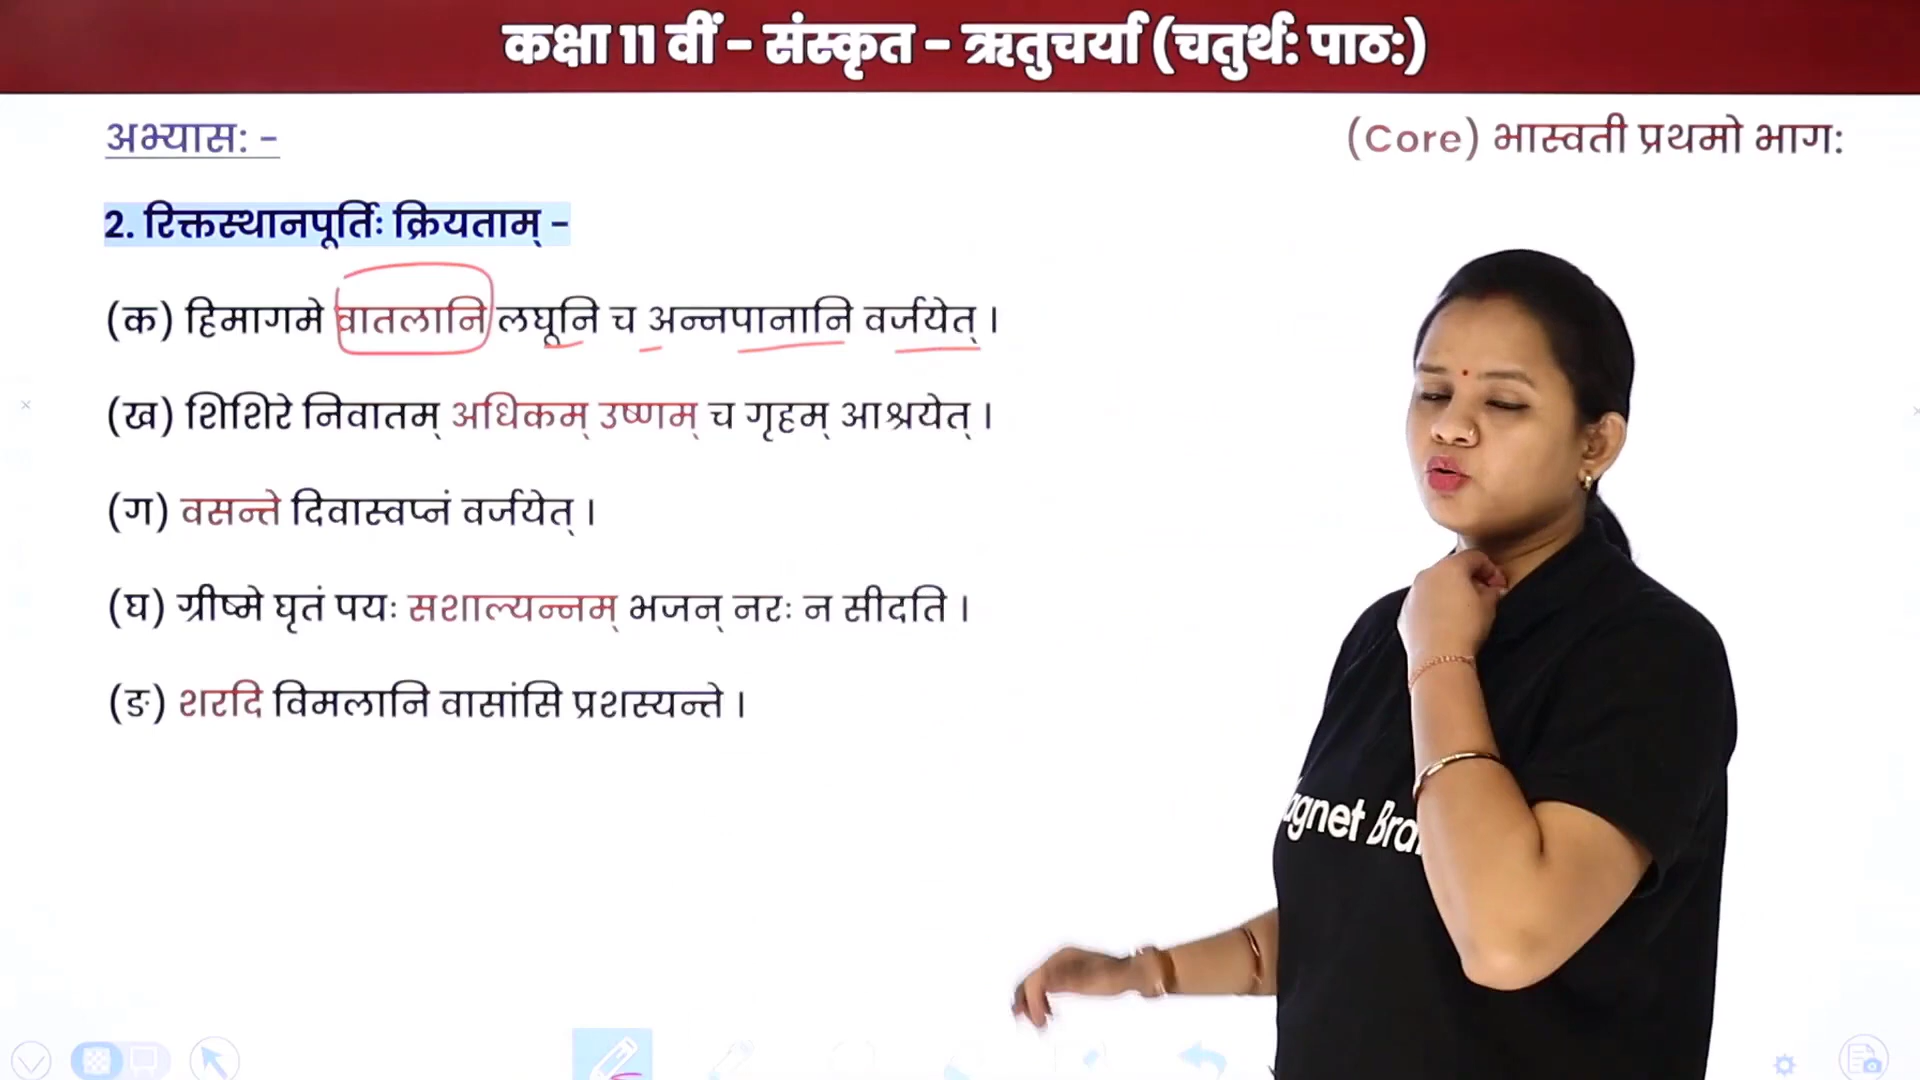 कक्षा 11 वीं - संस्कृत - ऋतुचर्या (चतुर्थ: पाठ:)
अभ्यास: -
(Core) भास्वती प्रथमो भाग:
2. रिक्तस्थानपूर्तिः क्रियताम् -
(क) हिमागमे वातलानि लघूनि च अन्नपानानि वर्जयेत् ।
(ख) शिशिरे निवातम् अधिकम् उष्णम् च गृहम् आश्रयेत् ।
(ग) वसन्ते दिवास्वप्नं वर्जयेत् ।
(घ) ग्रीष्मे घृतं पयः सशाल्यन्नम् भजन् नरः न सीदति ।
(ङ) शरदि विमलानि वासांसि प्रशस्यन्ते ।
agnet Bra